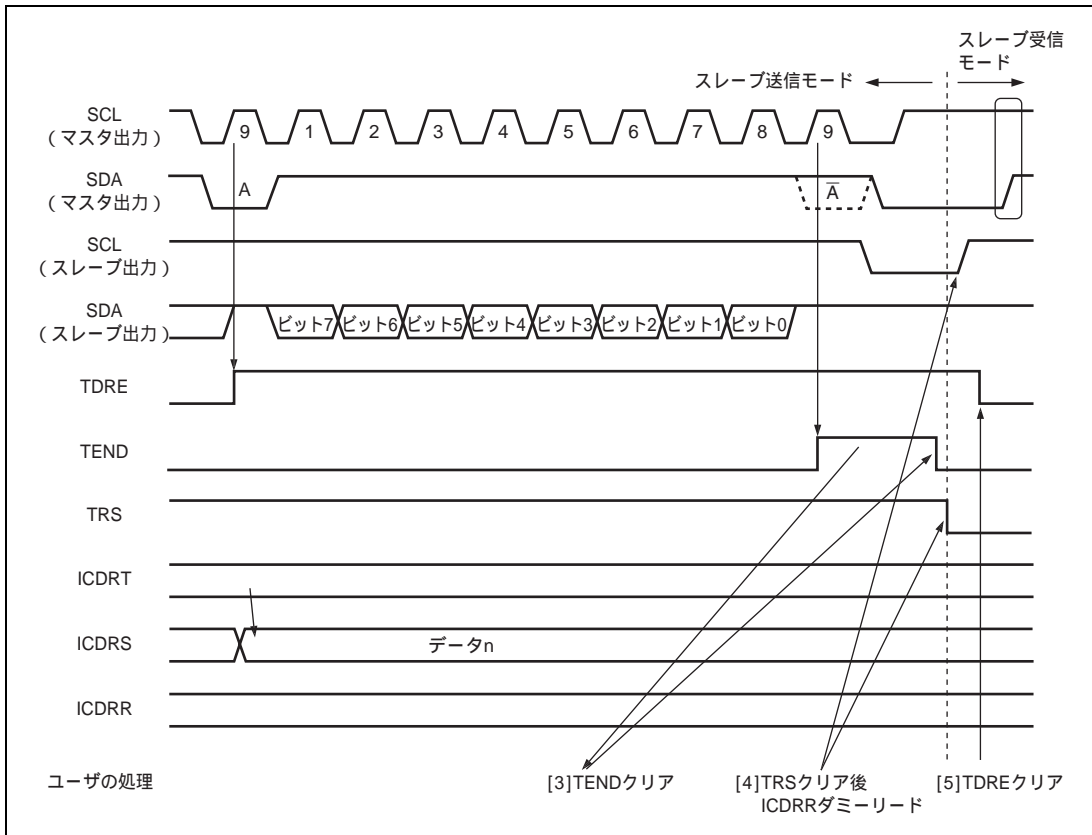 スレーブ受信
モード
スレーブ送信モード
SCL
(マスタ出力)
9 1 2 3 4 5 6 7 8 9
SDA
(マスタ出力)
A A̅
SCL
(スレーブ出力)
SDA
(スレーブ出力)
ビット7 ビット6 ビット5 ビット4 ビット3 ビット2 ビット1 ビット0
TDRE
TEND
TRS
ICDRT
ICDRS
データn
ICDRR
ユーザの処理
[3]TENDクリア
[4]TRSクリア後
ICDRRダミーリード
[5]TDREクリア